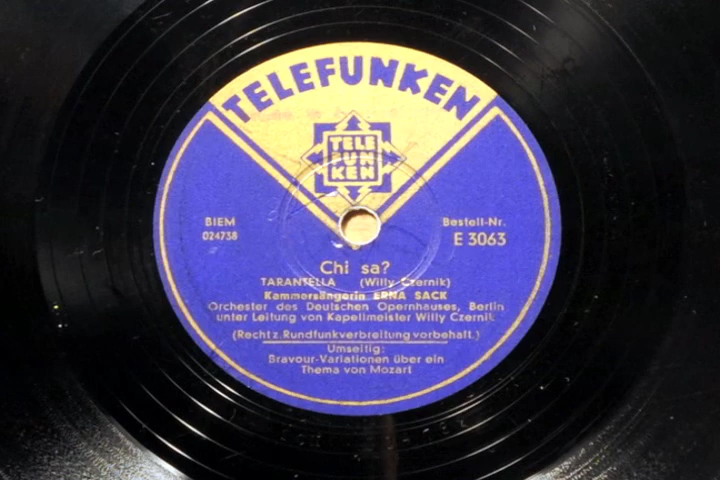 TELEFUNKEN
TELE
FUN
KEN
BIEM
024738
Bestell-Nr.
E 3063
Chi sa?
TARANTELLA (Willy Czernik)
Kammersängerin ERNA SACK
Orchester des Deutschen Opernhauses, Berlin
unter Leitung von Kapellmeister Willy Czernik
(Recht z. Rundfunkverbreitung vorbehalt.)
Umseitig:
Bravour-Variationen über ein
Thema von Mozart